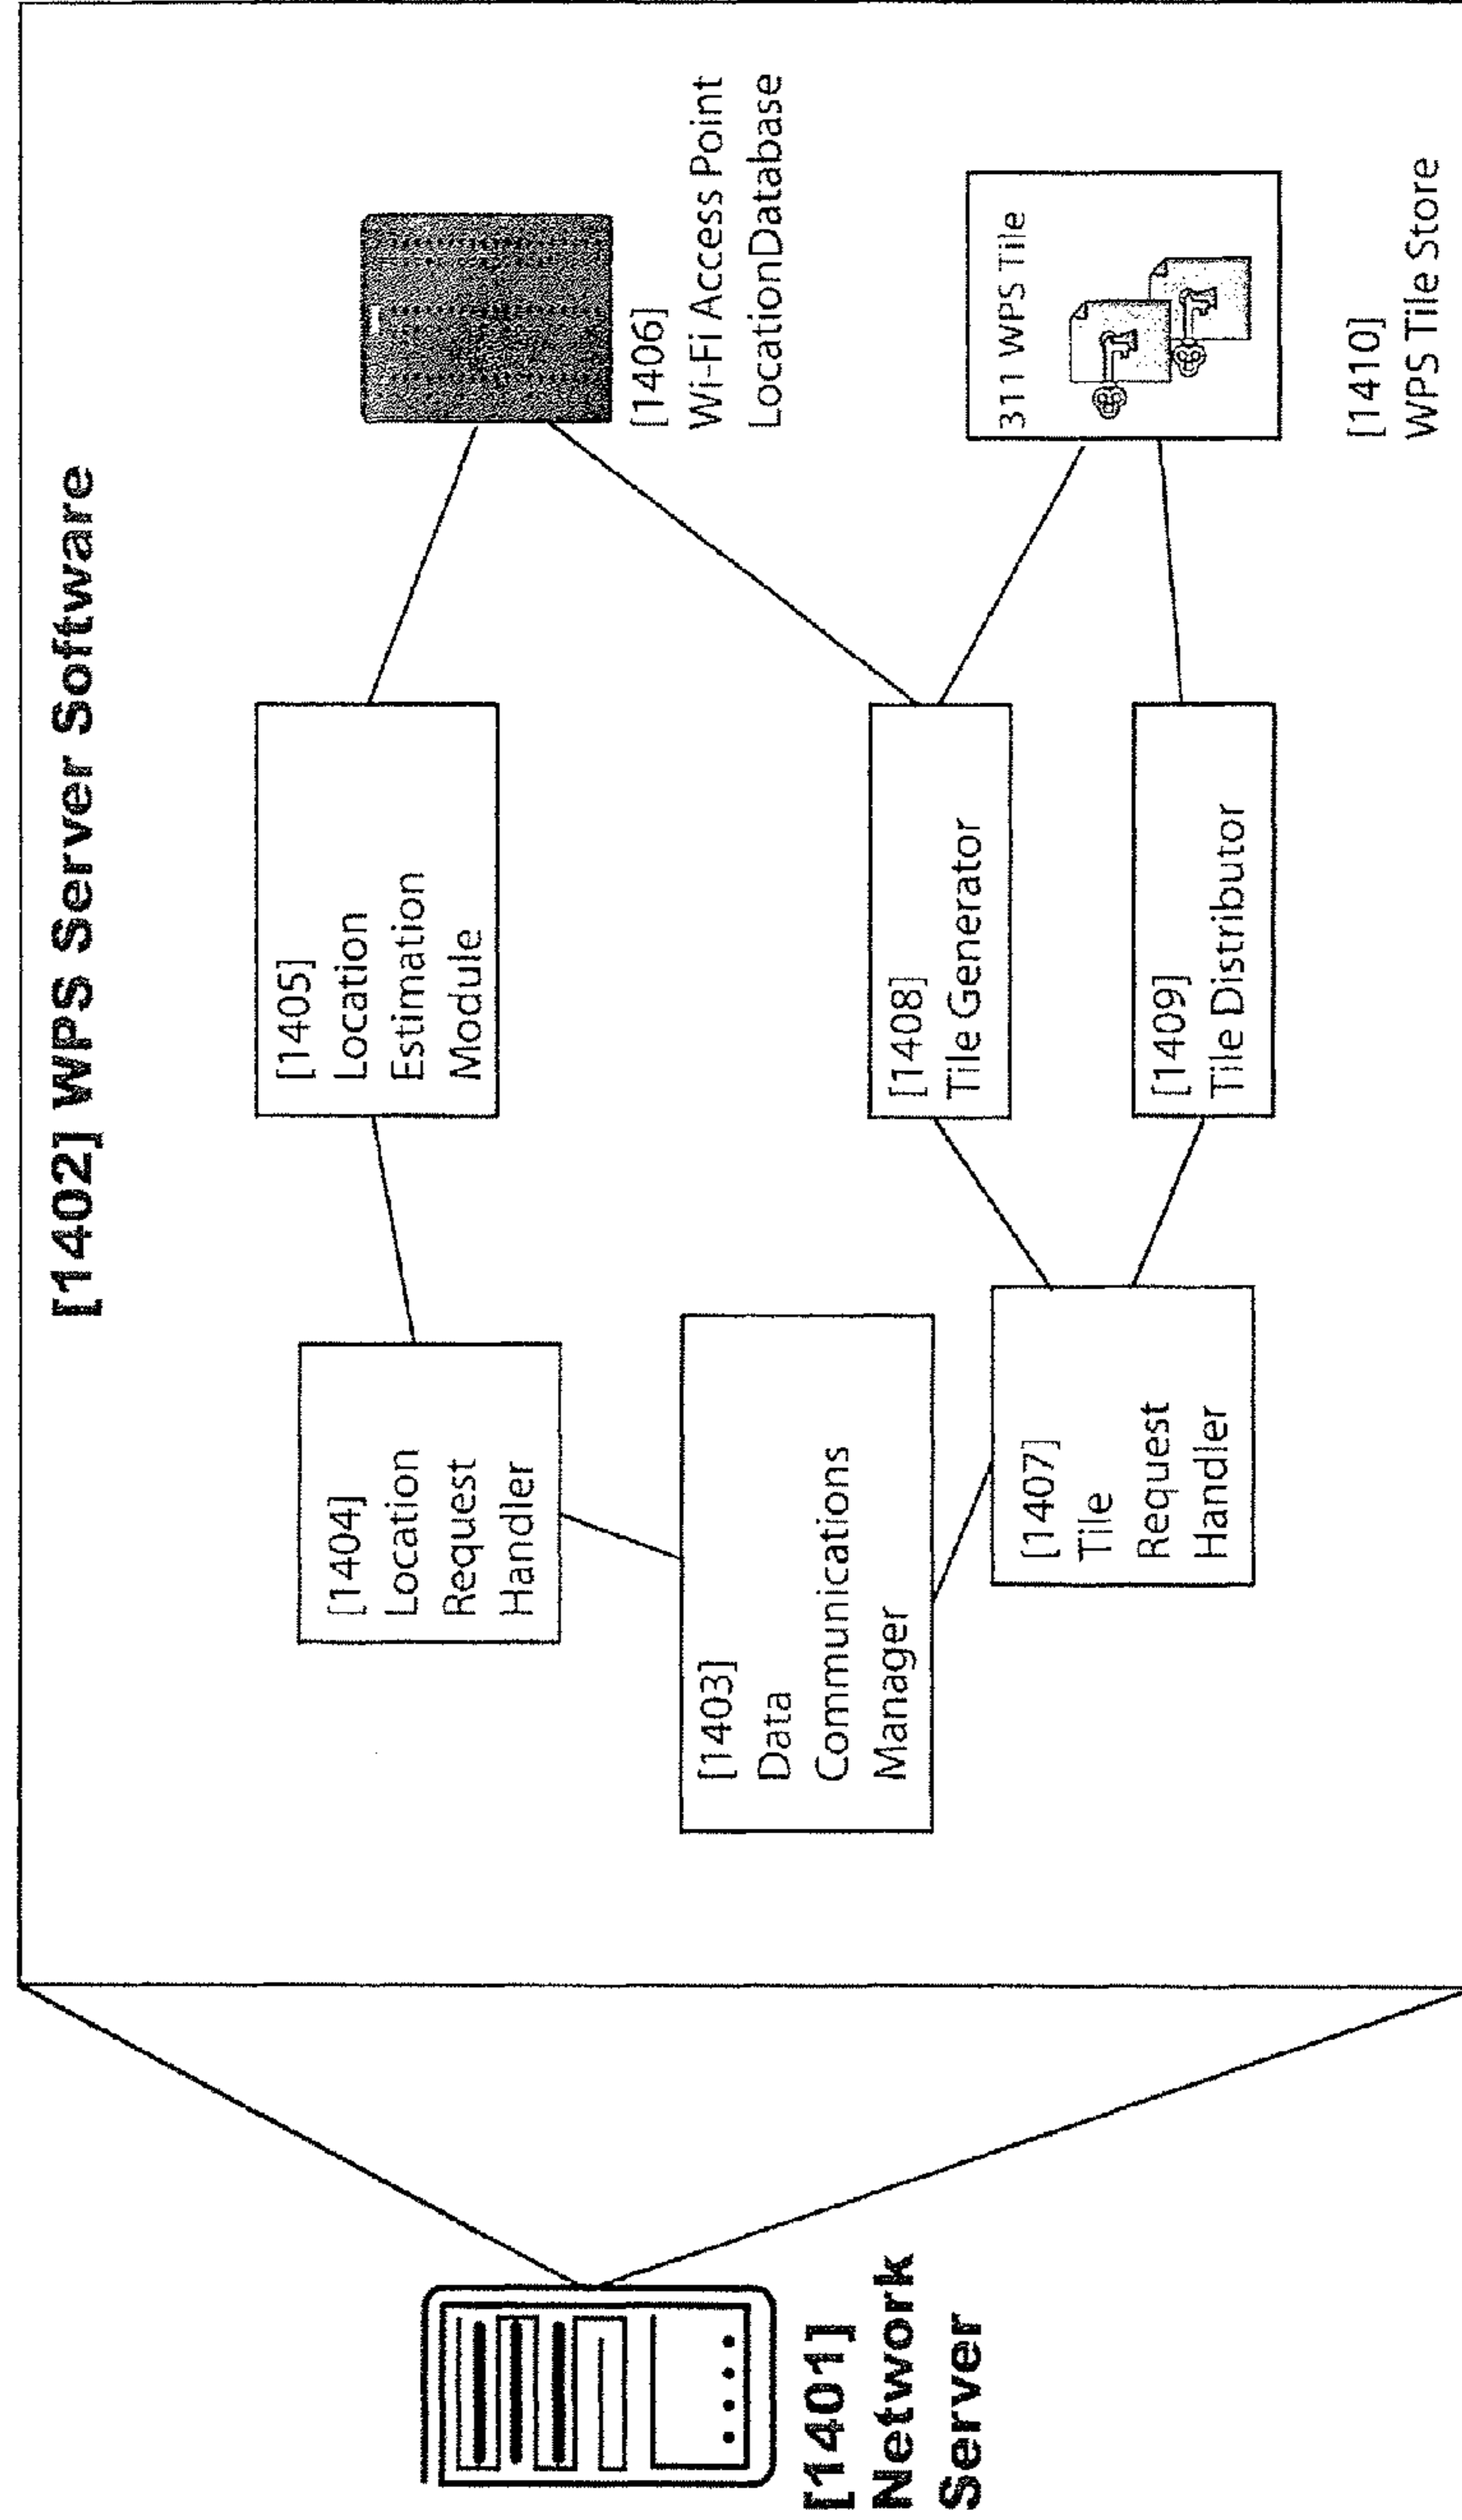 [1402] WPS Server Software
[1401]
Network
Server
[1404]
Location
Request
Handler
[1405]
Location
Estimation
Module
[1406]
Wi-Fi Access Point
LocationDatabase
[1403]
Data
Communications
Manager
[1407]
Tile
Request
Handler
[1408]
Tile Generator
[1409]
Tile Distributor
311 WPS Tile
[1410]
WPS Tile Store